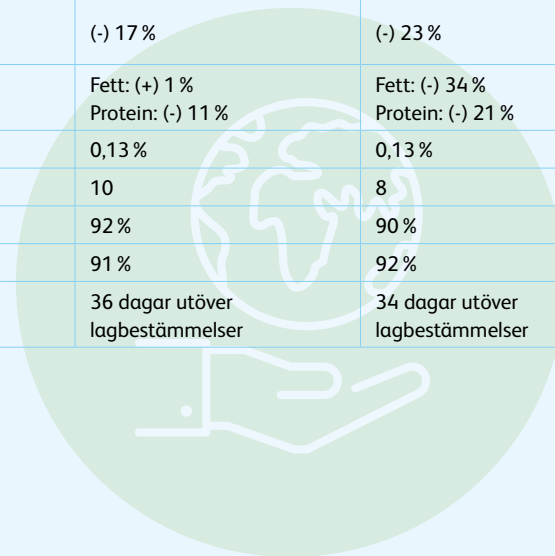 (-) 17 % (-) 23 %
Fett: (+) 1 % Fett: (-) 34 %
Protein: (-) 11 % Protein: (-) 21 %
0,13 % 0,13 %
10 8
92 % 90 %
91 % 92 %
36 dagar utöver 34 dagar utöver
lagbestämmelser lagbestämmelser